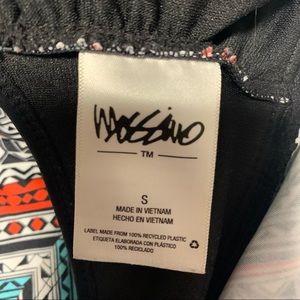 Mossimo
TM
S
MADE IN VIETNAM
HECHO EN VIETNAM
LABEL MADE FROM 100% RECYCLED PLASTIC
ETIQUETA ELABORADA CON PLÁSTICO
100% RECICLADO